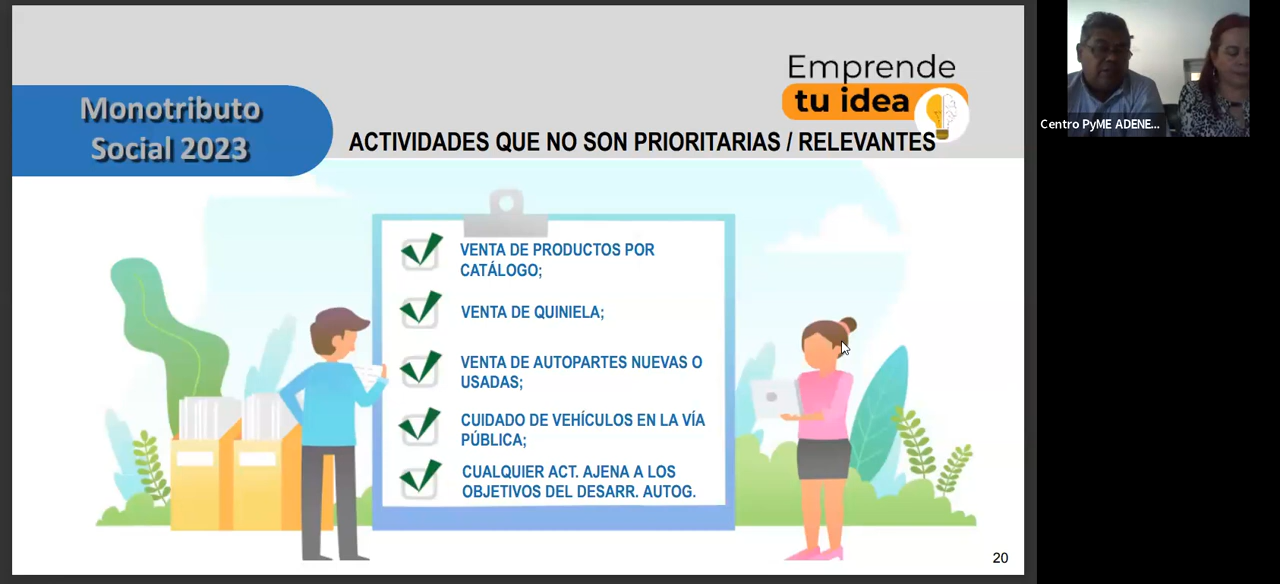 Monotributo
Social 2023
Emprende
tu idea
ACTIVIDADES QUE NO SON PRIORITARIAS / RELEVANTES
VENTA DE PRODUCTOS POR
CATÁLOGO;
VENTA DE QUINIELA;
VENTA DE AUTOPARTES NUEVAS O
USADAS;
CUIDADO DE VEHÍCULOS EN LA VÍA
PÚBLICA;
CUALQUIER ACT. AJENA A LOS
OBJETIVOS DEL DESARR. AUTOG.
20
Centro PyME ADENE...